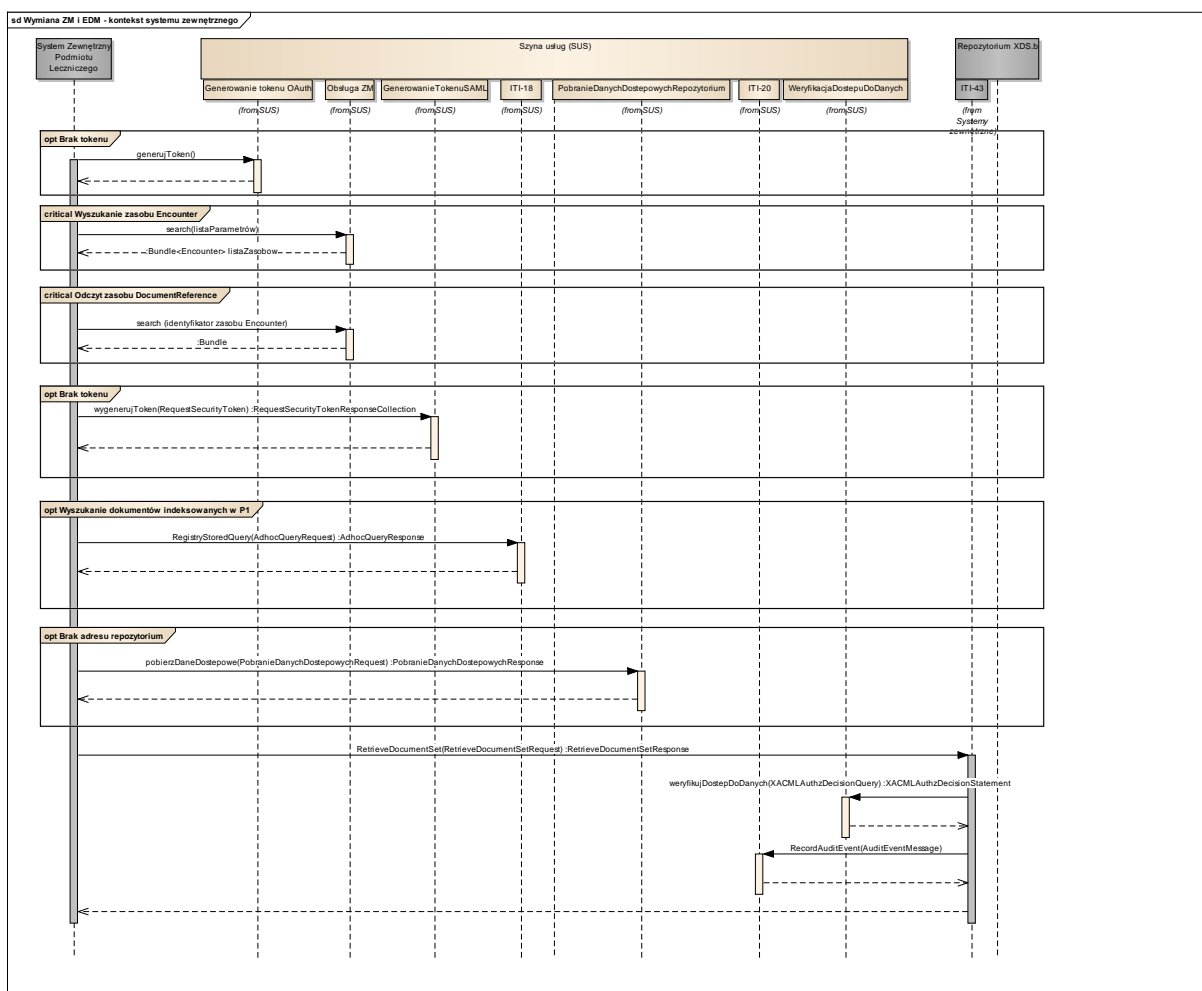 sd Wymiana ZM i EDM - kontekst systemu zewnętrznego
System Zewnętrzny
Podmiotu
Leczniczego
Szyna usług (SUS)
Repozytorium XDS.b
Generowanie tokenu OAuth
Obsługa ZM
GenerowanieTokenuSAML
ITI-18
PobranieDanychDostepowychRepozytorium
ITI-20
WeryfikacjaDostepuDoDanych
ITI-43
(from SUS)
(from SUS)
(from SUS)
(from SUS)
(from SUS)
(from SUS)
(from SUS)
(from
Systemy
zewnętrzne)
opt Brak tokenu
generujToken()
critical Wyszukanie zasobu Encounter
search(listaParametrów)
:Bundle<Encounter> listaZasobow
critical Odczyt zasobu DocumentReference
search (identyfikator zasobu Encounter)
:Bundle
opt Brak tokenu
wygenerujToken(RequestSecurityToken) :RequestSecurityTokenResponseCollection
opt Wyszukanie dokumentów indeksowanych w P1
RegistryStoredQuery(AdhocQueryRequest) :AdhocQueryResponse
opt Brak adresu repozytorium
pobierzDaneDostepowe(PobranieDanychDostepowychRequest) :PobranieDanychDostepowychResponse
RetrieveDocumentSet(RetrieveDocumentSetRequest) :RetrieveDocumentSetResponse
weryfikujDostepDoDanych(XACMLAuthzDecisionQuery) :XACMLAuthzDecisionStatement
RecordAuditEvent(AuditEventMessage)